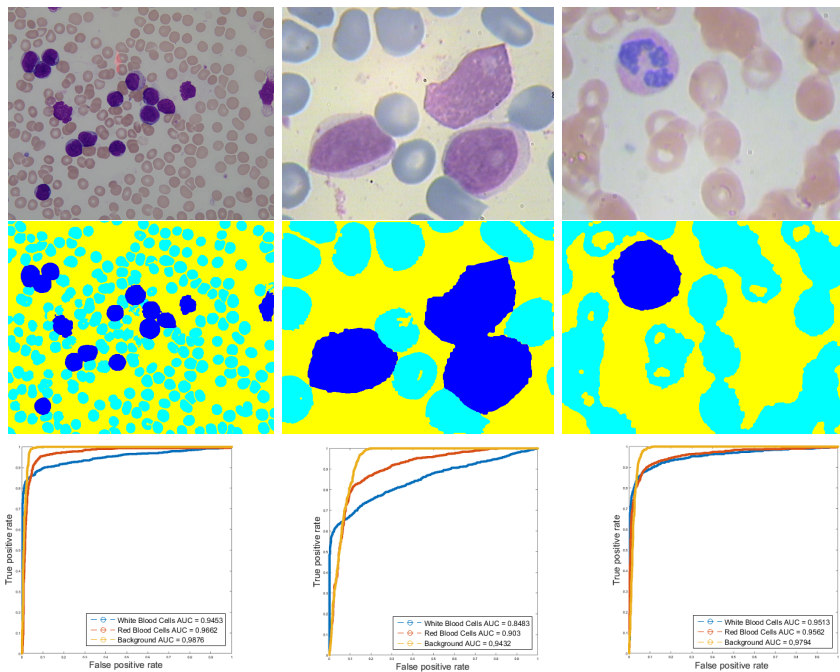 True positive rate
White Blood Cells AUC = 0.9453
Red Blood Cells AUC = 0.9662
Background AUC = 0,9876
False positive rate
True positive rate
White Blood Cells AUC = 0.8483
Red Blood Cells AUC = 0.903
Background AUC = 0,9432
False positive rate
True positive rate
White Blood Cells AUC = 0.9513
Red Blood Cells AUC = 0.9562
Background AUC = 0,9794
False positive rate